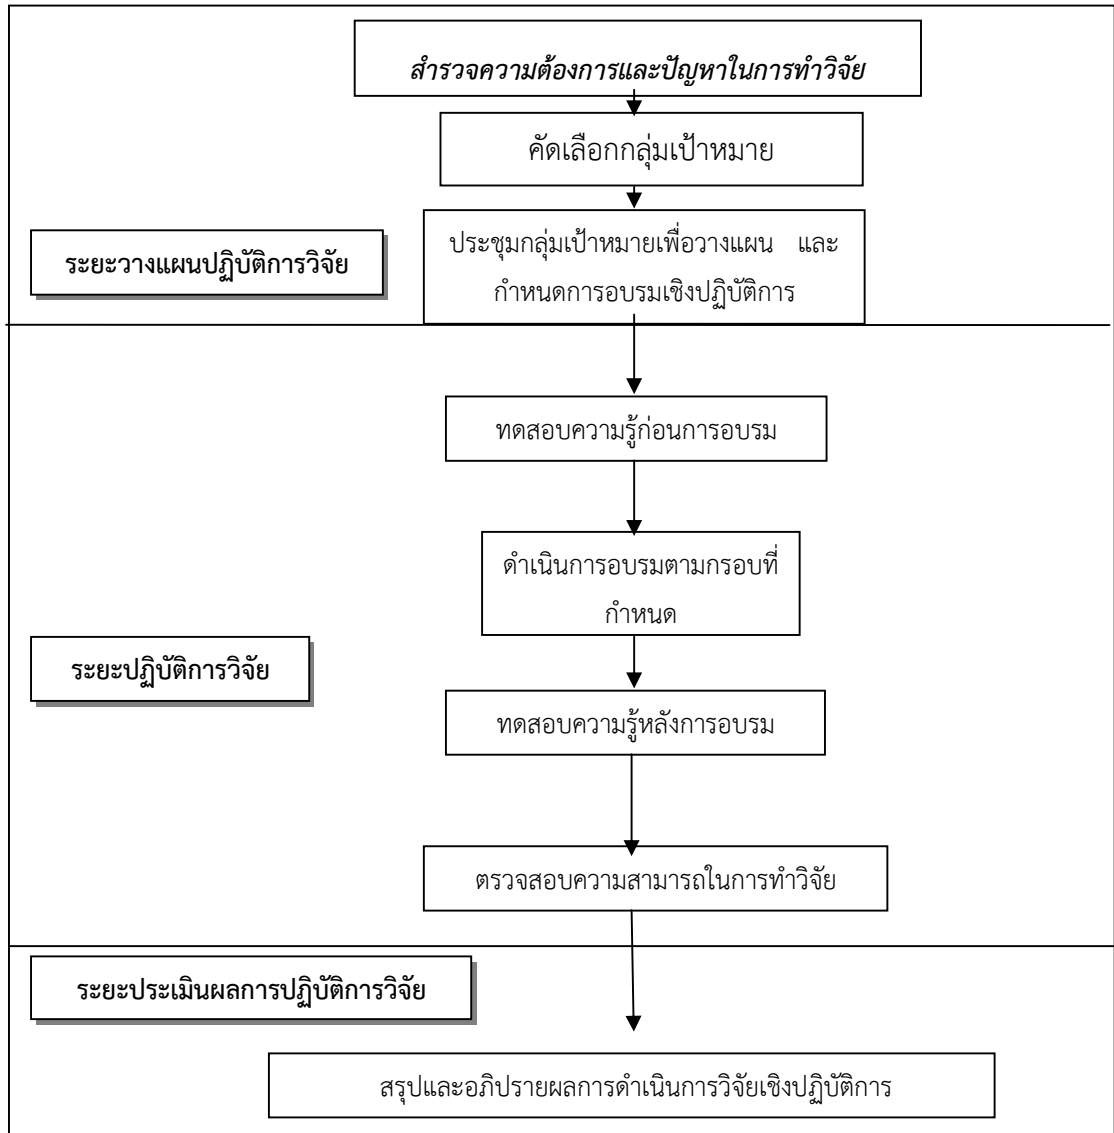 สำรวจความต้องการและปัญหาในการทำวิจัย
คัดเลือกกลุ่มเป้าหมาย
ระยะวางแผนปฏิบัติการวิจัย
ประชุมกลุ่มเป้าหมายเพื่อวางแผน และ
กำหนดการอบรมเชิงปฏิบัติการ
ทดสอบความรู้ก่อนการอบรม
ดำเนินการอบรมตามกรอบที่
กำหนด
ระยะปฏิบัติการวิจัย
ทดสอบความรู้หลังการอบรม
ตรวจสอบความสามารถในการทำวิจัย
ระยะประเมินผลการปฏิบัติการวิจัย
สรุปและอภิปรายผลการดำเนินการวิจัยเชิงปฏิบัติการ